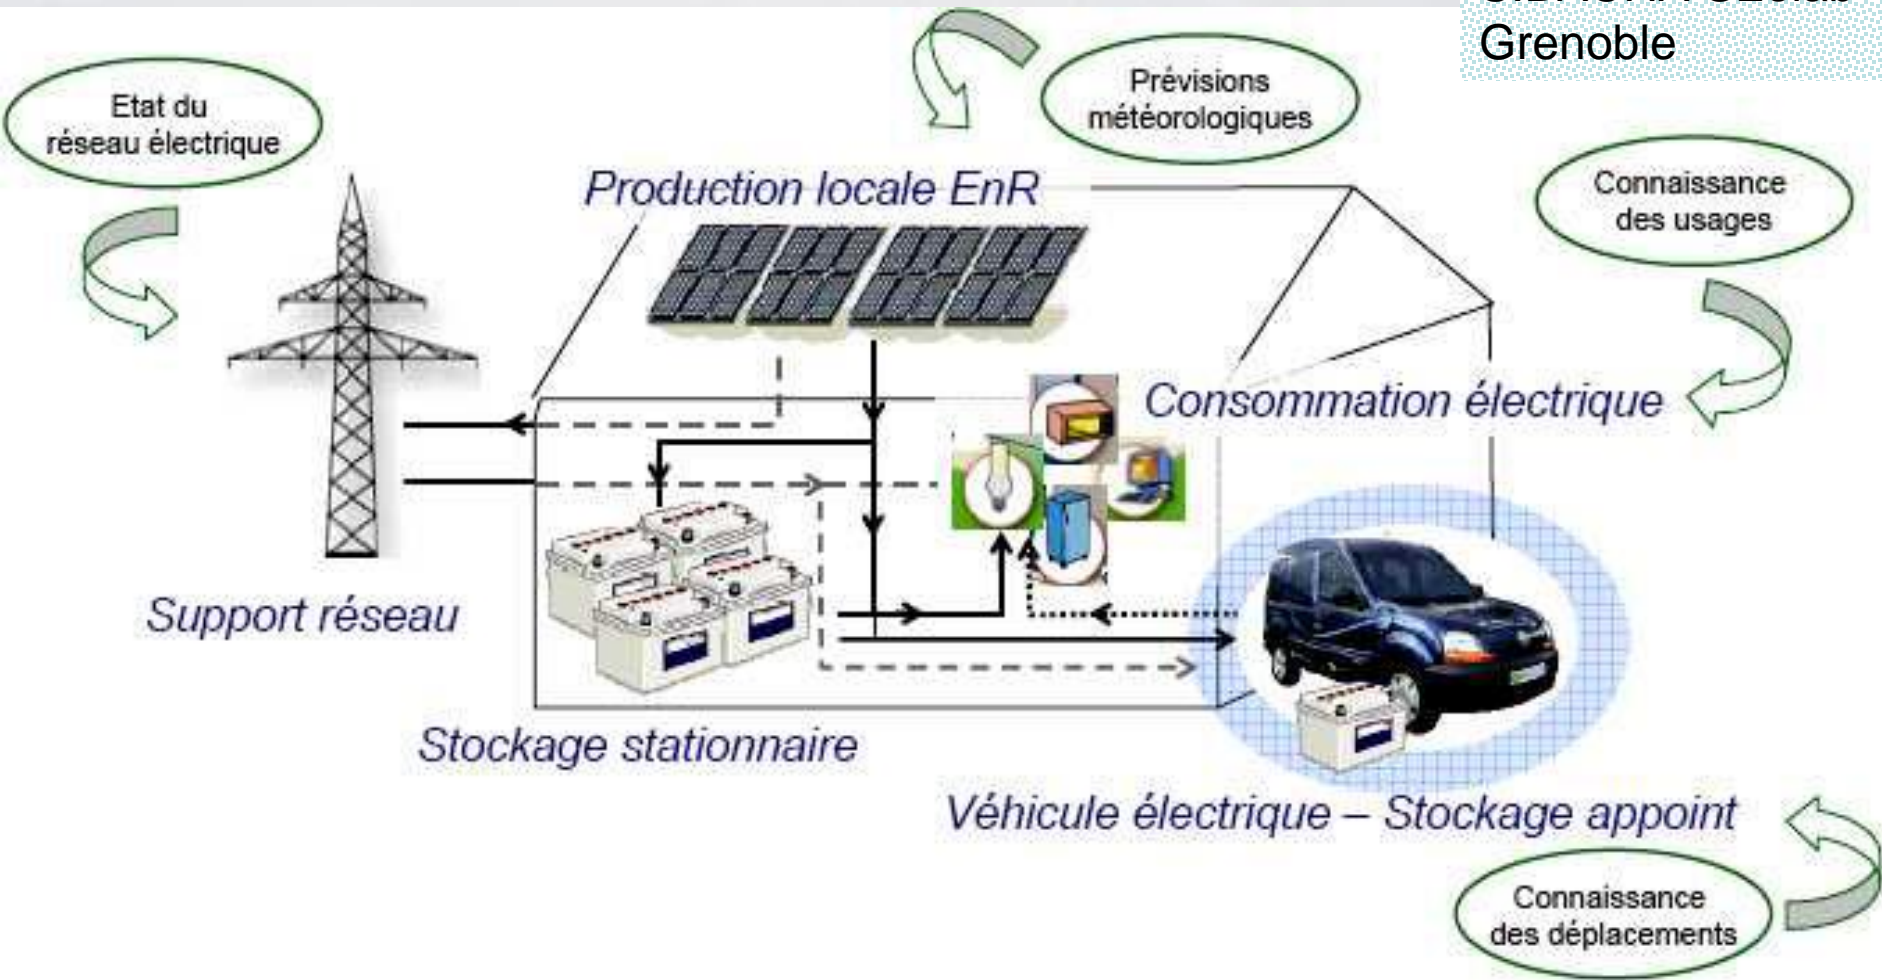 Grenoble
Etat du
réseau électrique
Prévisions
météorologiques
Connaissance
des usages
Production locale EnR
Consommation électrique
Support réseau
Stockage stationnaire
Véhicule électrique – Stockage appoint
Connaissance
des déplacements